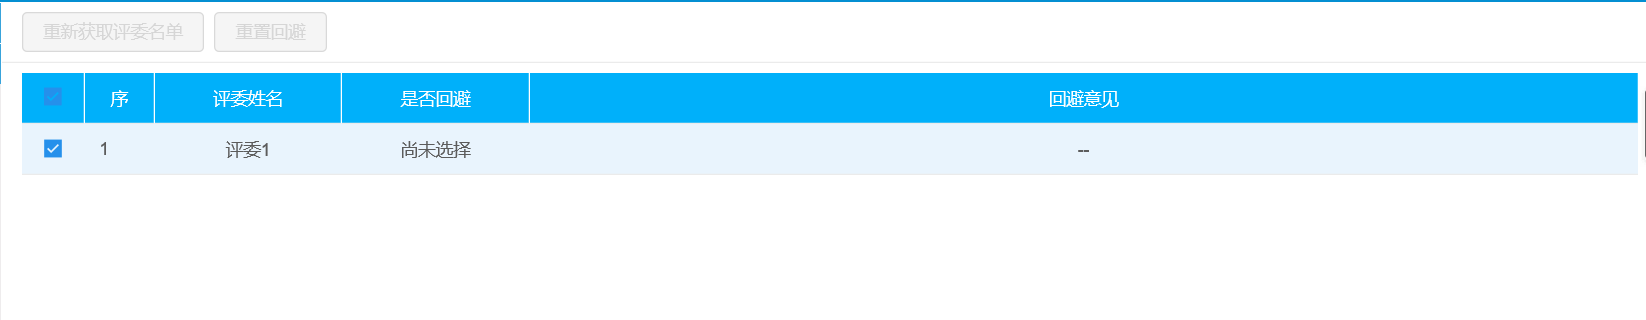 重新获取评委名单 重置回避
序 评委姓名 是否回避 回避意见
1 评委1 尚未选择 --